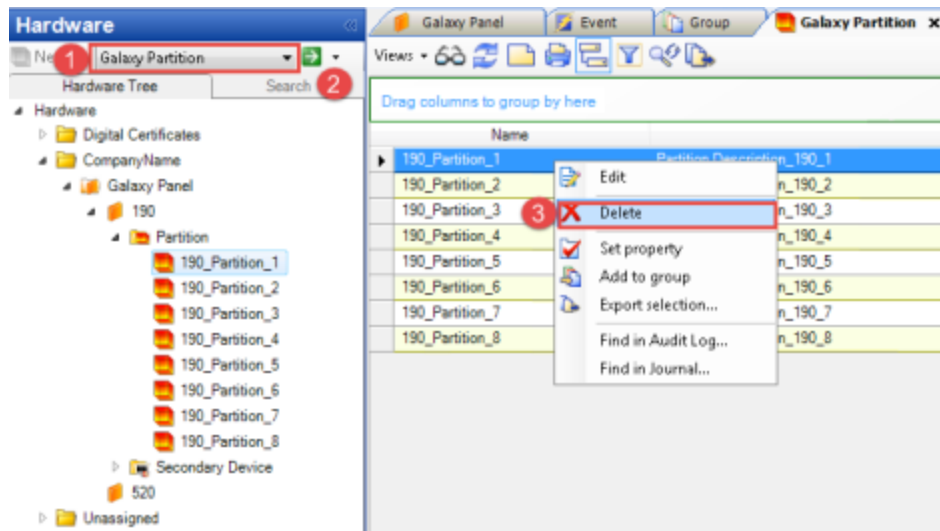 Hardware
Ne
1
Galaxy Partition
2
Hardware Tree
Search
Hardware
Digital Certificates
CompanyName
Galaxy Panel
190
Partition
190_Partition_1
190_Partition_2
190_Partition_3
190_Partition_4
190_Partition_5
190_Partition_6
190_Partition_7
190_Partition_8
Secondary Device
520
Unassigned
Galaxy Panel
Event
Group
Galaxy Partition
Views
Drag columns to group by here
Name
190_Partition_1 Partition Description_190_1
190_Partition_2 n_190_2
190_Partition_3 n_190_3
190_Partition_4 n_190_4
190_Partition_5 n_190_5
190_Partition_6 n_190_6
190_Partition_7 n_190_7
190_Partition_8 n_190_8
Edit
3
Delete
Set property
Add to group
Export selection...
Find in Audit Log...
Find in Journal...